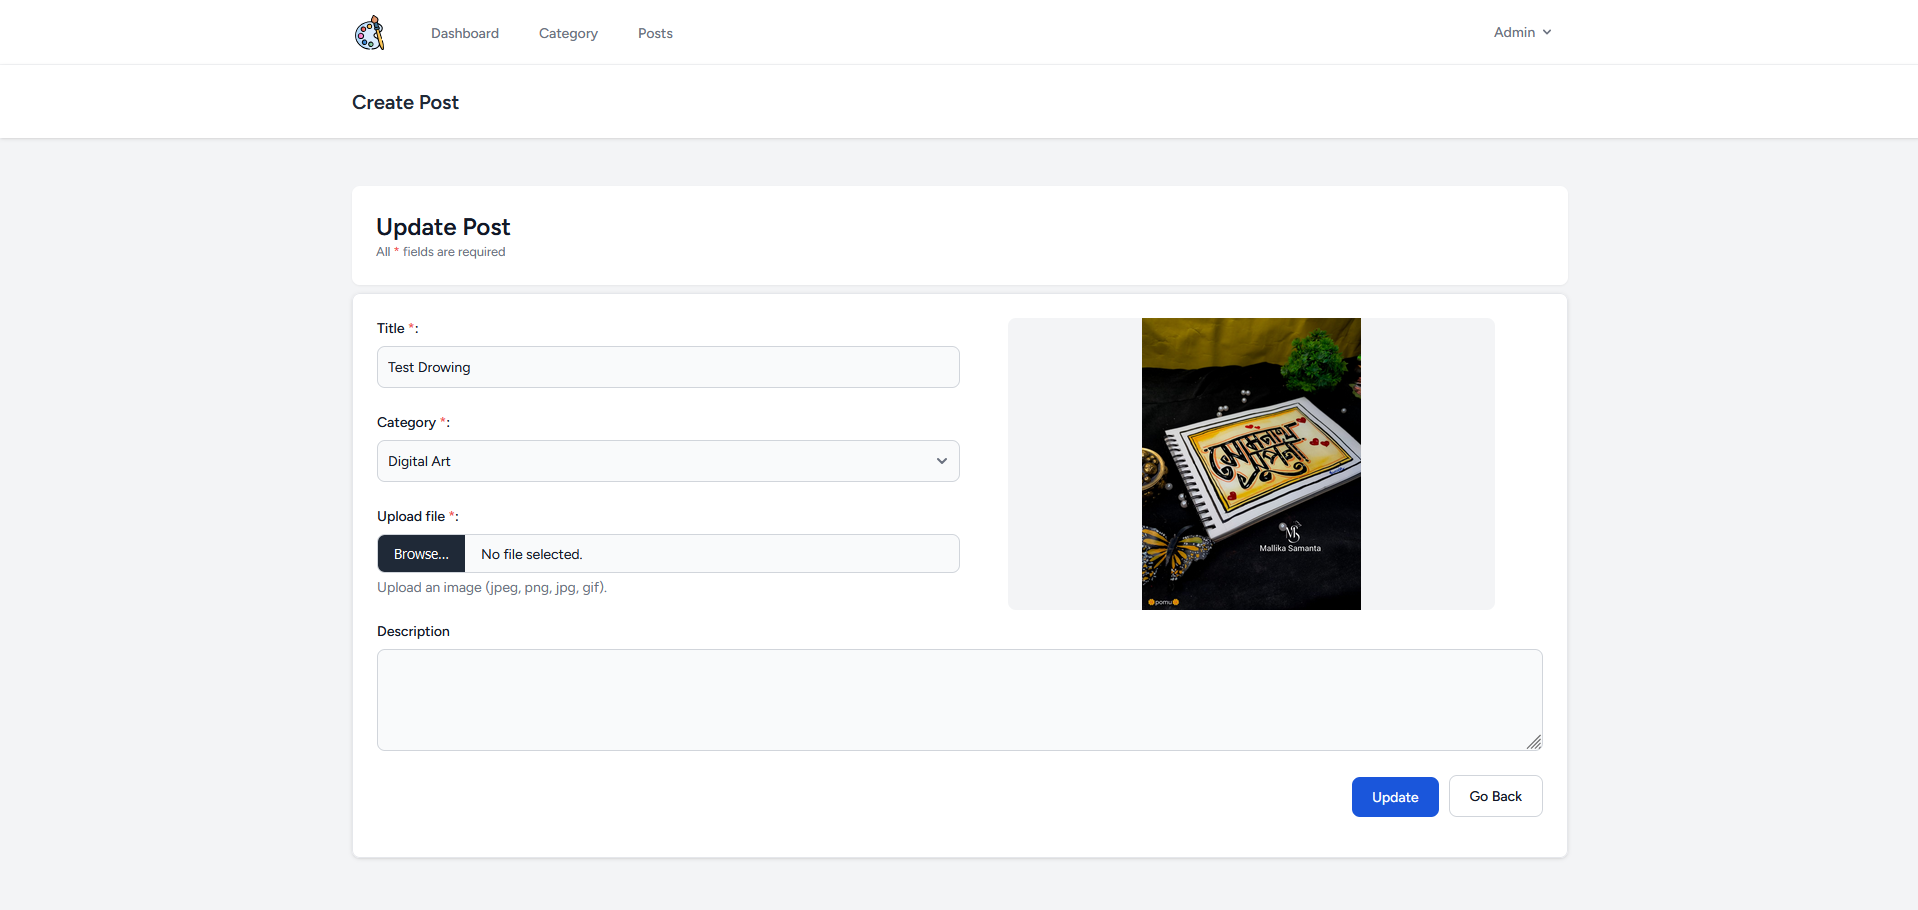 Dashboard
Category
Posts
Admin
Create Post
Update Post
All * fields are required
Title *:
Test Drowing
Category *:
Digital Art
Upload file *:
Browse...
No file selected.
Upload an image (jpeg, png, jpg, gif).
Mallika Samanta
pomu
Description
Update
Go Back